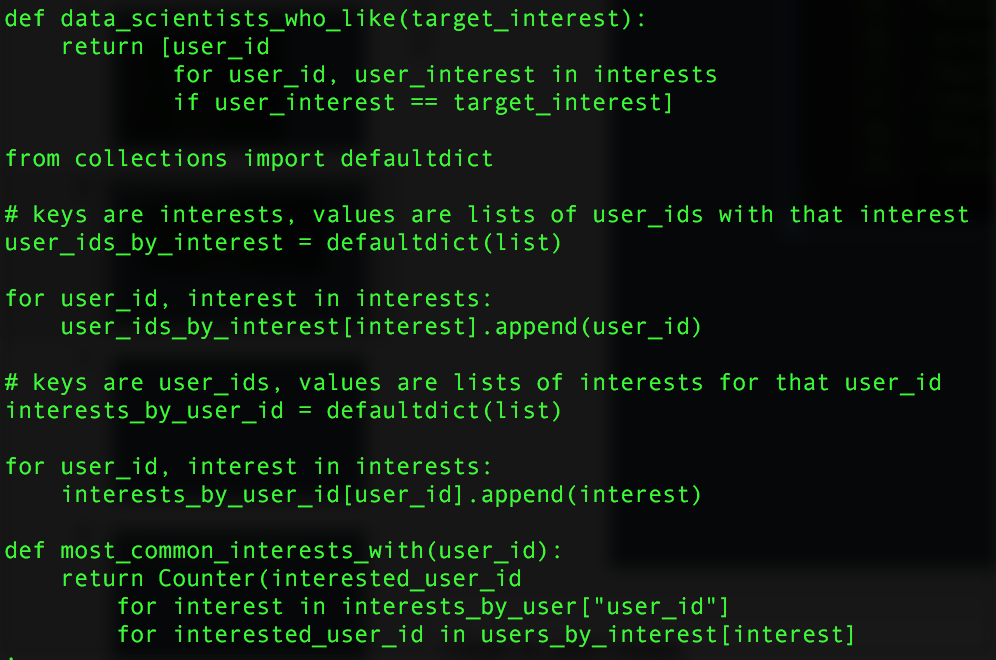 def data_scientists_who_like(target_interest):
    return [user_id
            for user_id, user_interest in interests
            if user_interest == target_interest]

from collections import defaultdict

# keys are interests, values are lists of user_ids with that interest
user_ids_by_interest = defaultdict(list)

for user_id, interest in interests:
    user_ids_by_interest[interest].append(user_id)

# keys are user_ids, values are lists of interests for that user_id
interests_by_user_id = defaultdict(list)

for user_id, interest in interests:
    interests_by_user_id[user_id].append(interest)

def most_common_interests_with(user_id):
    return Counter(interested_user_id
        for interest in interests_by_user["user_id"]
        for interested_user_id in users_by_interest[interest]